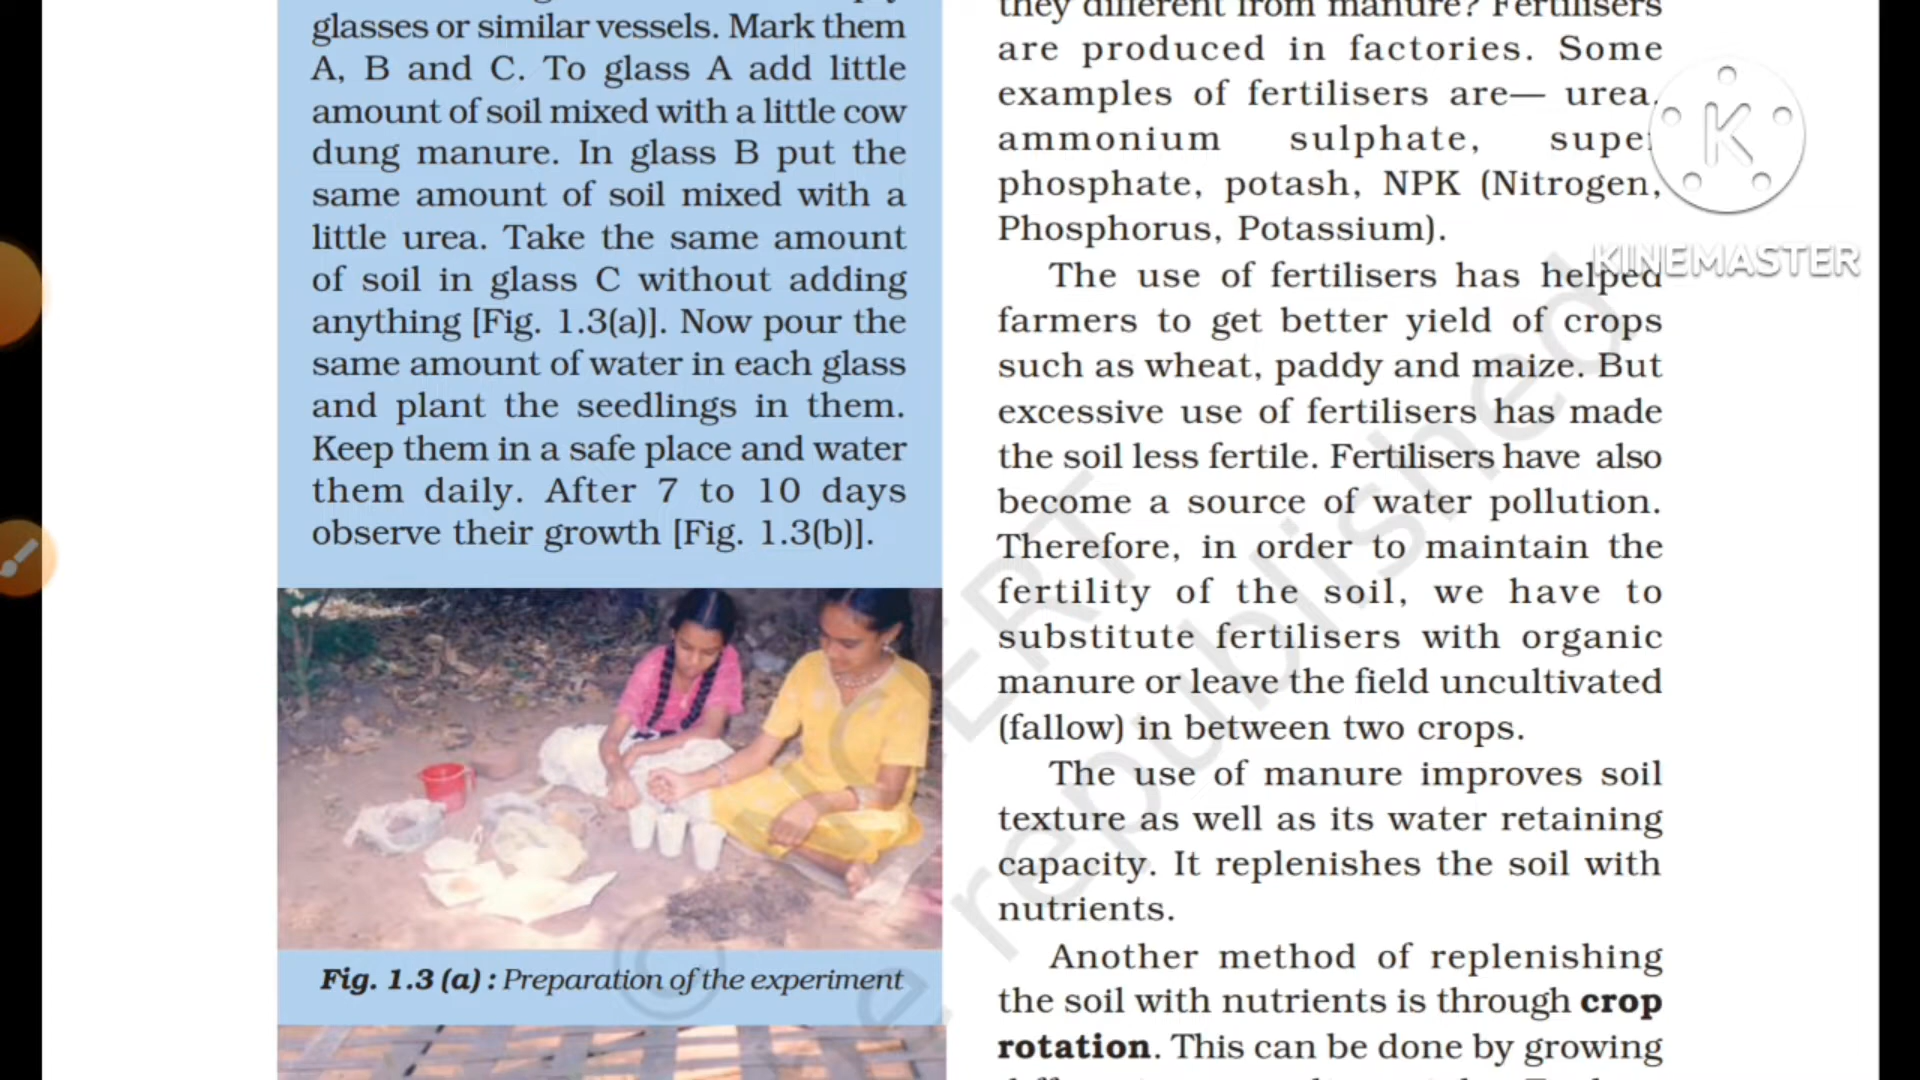 glasses or similar vessels. Mark them
A, B and C. To glass A add little
amount of soil mixed with a little cow
dung manure. In glass B put the
same amount of soil mixed with a
little urea. Take the same amount
of soil in glass C without adding
anything [Fig. 1.3(a)]. Now pour the
same amount of water in each glass
and plant the seedlings in them.
Keep them in a safe place and water
them daily. After 7 to 10 days
observe their growth [Fig. 1.3(b)].
Fig. 1.3 (a) : Preparation of the experiment
they different from manure? Fertilisers
are produced in factories. Some
examples of fertilisers are— urea,
ammonium sulphate, super
phosphate, potash, NPK (Nitrogen,
Phosphorus, Potassium).
The use of fertilisers has helped
farmers to get better yield of crops
such as wheat, paddy and maize. But
excessive use of fertilisers has made
the soil less fertile. Fertilisers have also
become a source of water pollution.
Therefore, in order to maintain the
fertility of the soil, we have to
substitute fertilisers with organic
manure or leave the field uncultivated
(fallow) in between two crops.
The use of manure improves soil
texture as well as its water retaining
capacity. It replenishes the soil with
nutrients.
Another method of replenishing
the soil with nutrients is through crop
rotation. This can be done by growing
K
KINEMASTER
© NCERT
republished